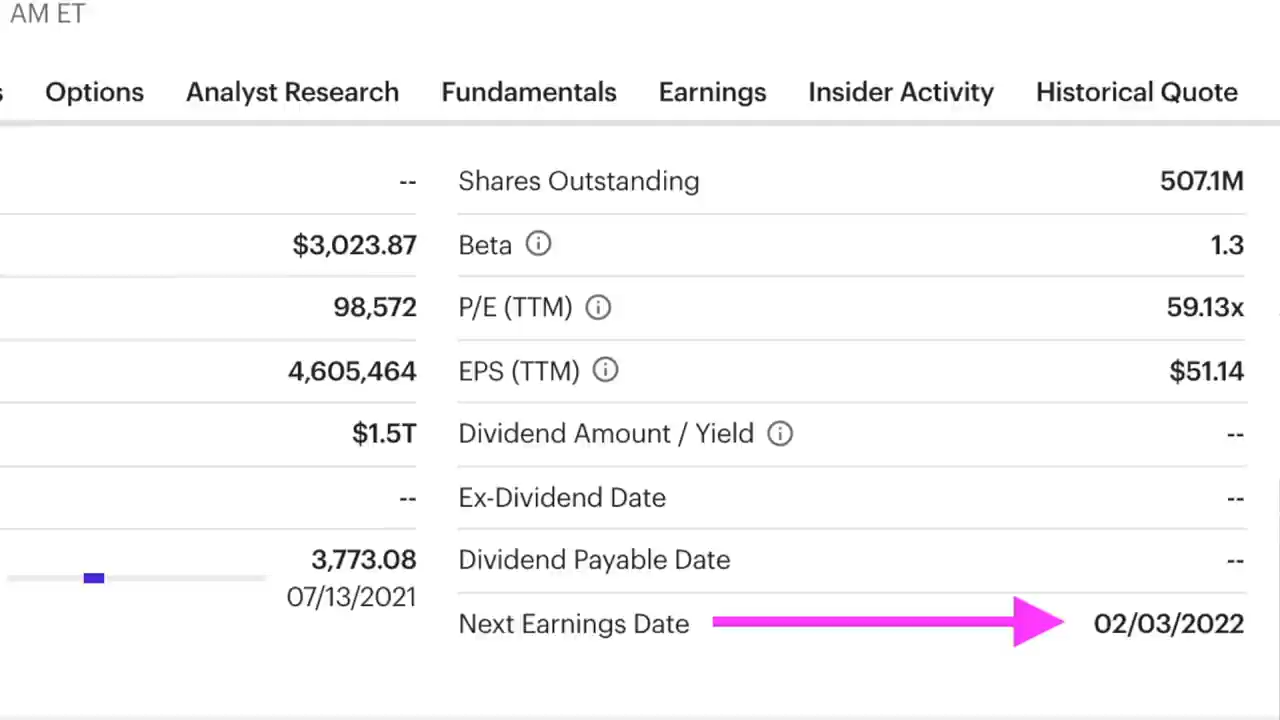 AM ET
Options Analyst Research Fundamentals Earnings Insider Activity Historical Quote
-- Shares Outstanding 507.1M
$3,023.87 Beta 1.3
98,572 P/E (TTM) 59.13x
4,605,464 EPS (TTM) $51.14
$1.5T Dividend Amount / Yield --
-- Ex-Dividend Date --
3,773.08 Dividend Payable Date --
07/13/2021
Next Earnings Date 02/03/2022